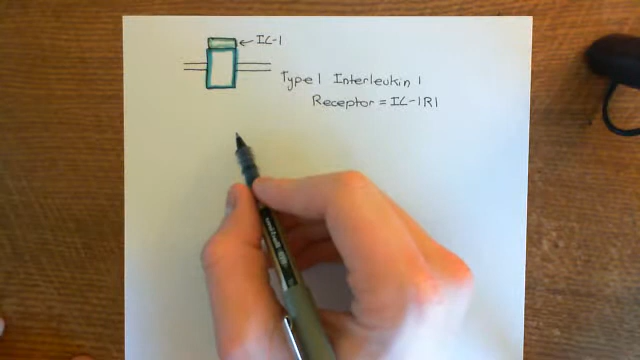 IL-1
Type 1 Interleukin 1
Receptor = IL-1R1